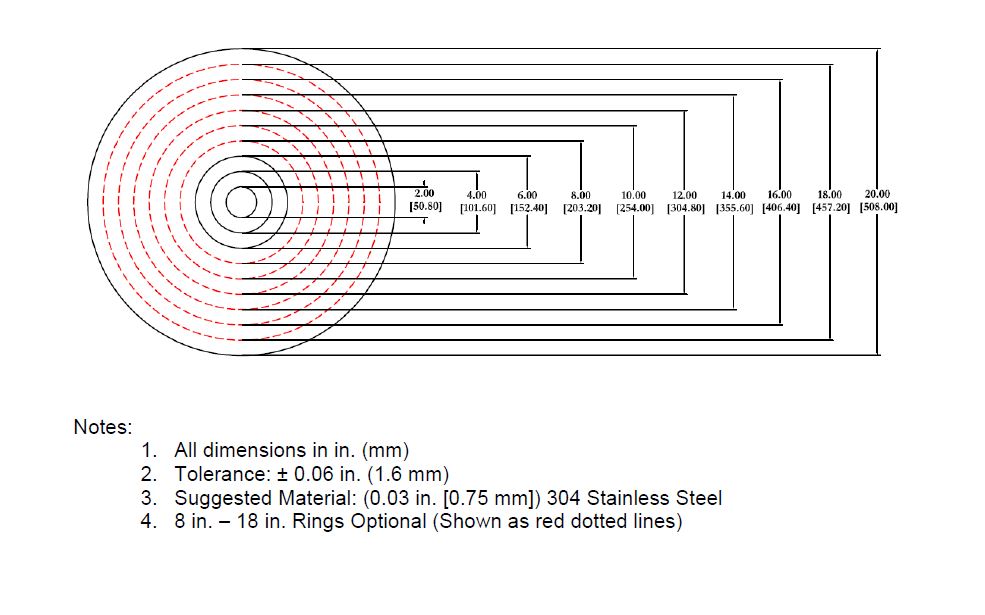 2.00 4.00 6.00 8.00 10.00 12.00 14.00 16.00 18.00 20.00
[50.80] [101.60] [152.40] [203.20] [254.00] [304.80] [355.60] [406.40] [457.20] [508.00]
Notes:
1. All dimensions in in. (mm)
2. Tolerance: ± 0.06 in. (1.6 mm)
3. Suggested Material: (0.03 in. [0.75 mm]) 304 Stainless Steel
4. 8 in. – 18 in. Rings Optional (Shown as red dotted lines)